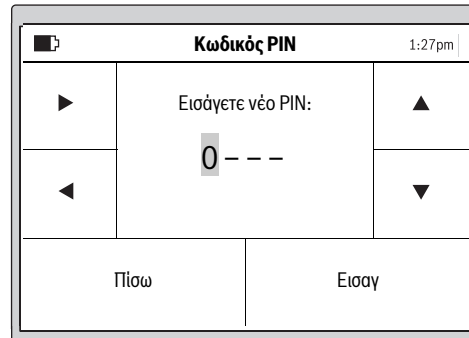 Κωδικός PIN
1:27pm
Εισάγετε νέο PIN:
0– – –
Πίσω
Εισαγ